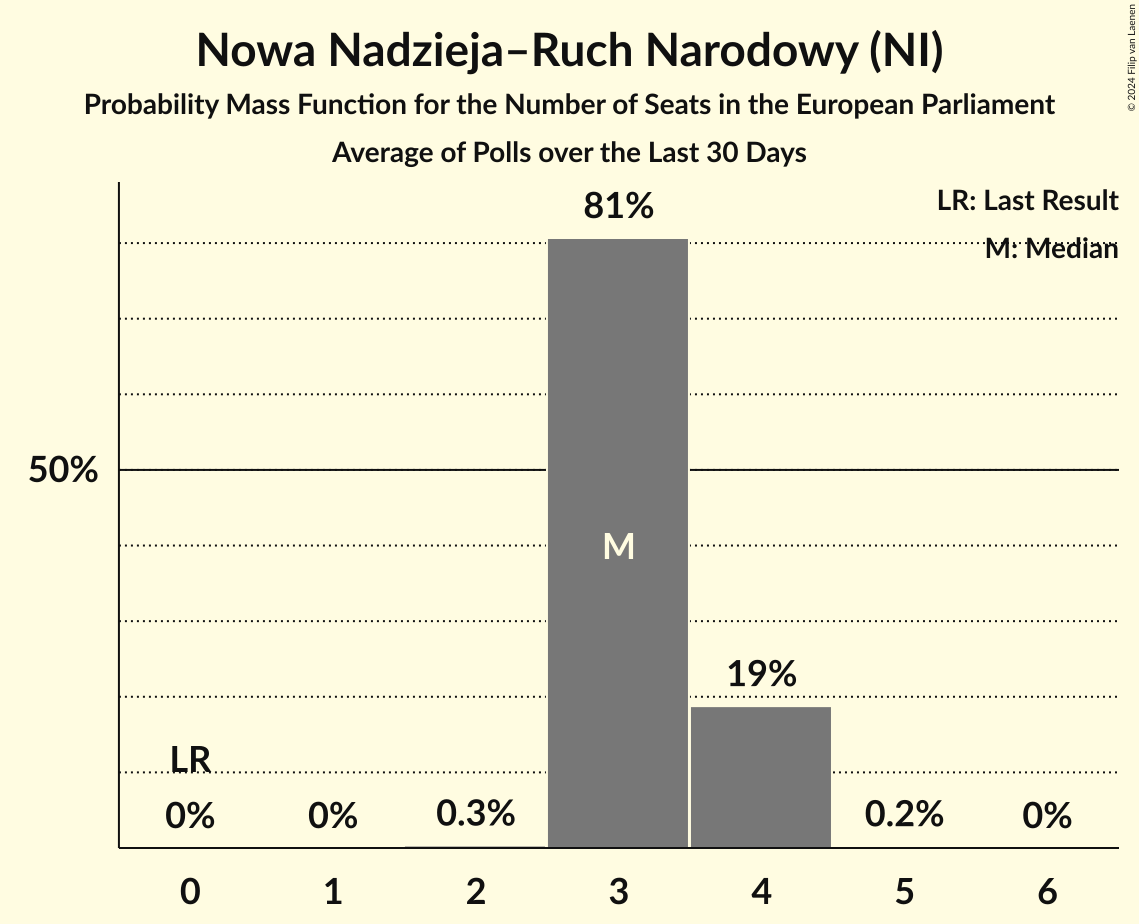 Nowa Nadzieja–Ruch Narodowy (NI)
Probability Mass Function for the Number of Seats in the European Parliament
Average of Polls over the Last 30 Days
© 2024 Filip van Laenen
LR: Last Result
M: Median
81%
50%
M
19%
LR
0%
0%
0.3%
0.2%
0%
0 1 2 3 4 5 6